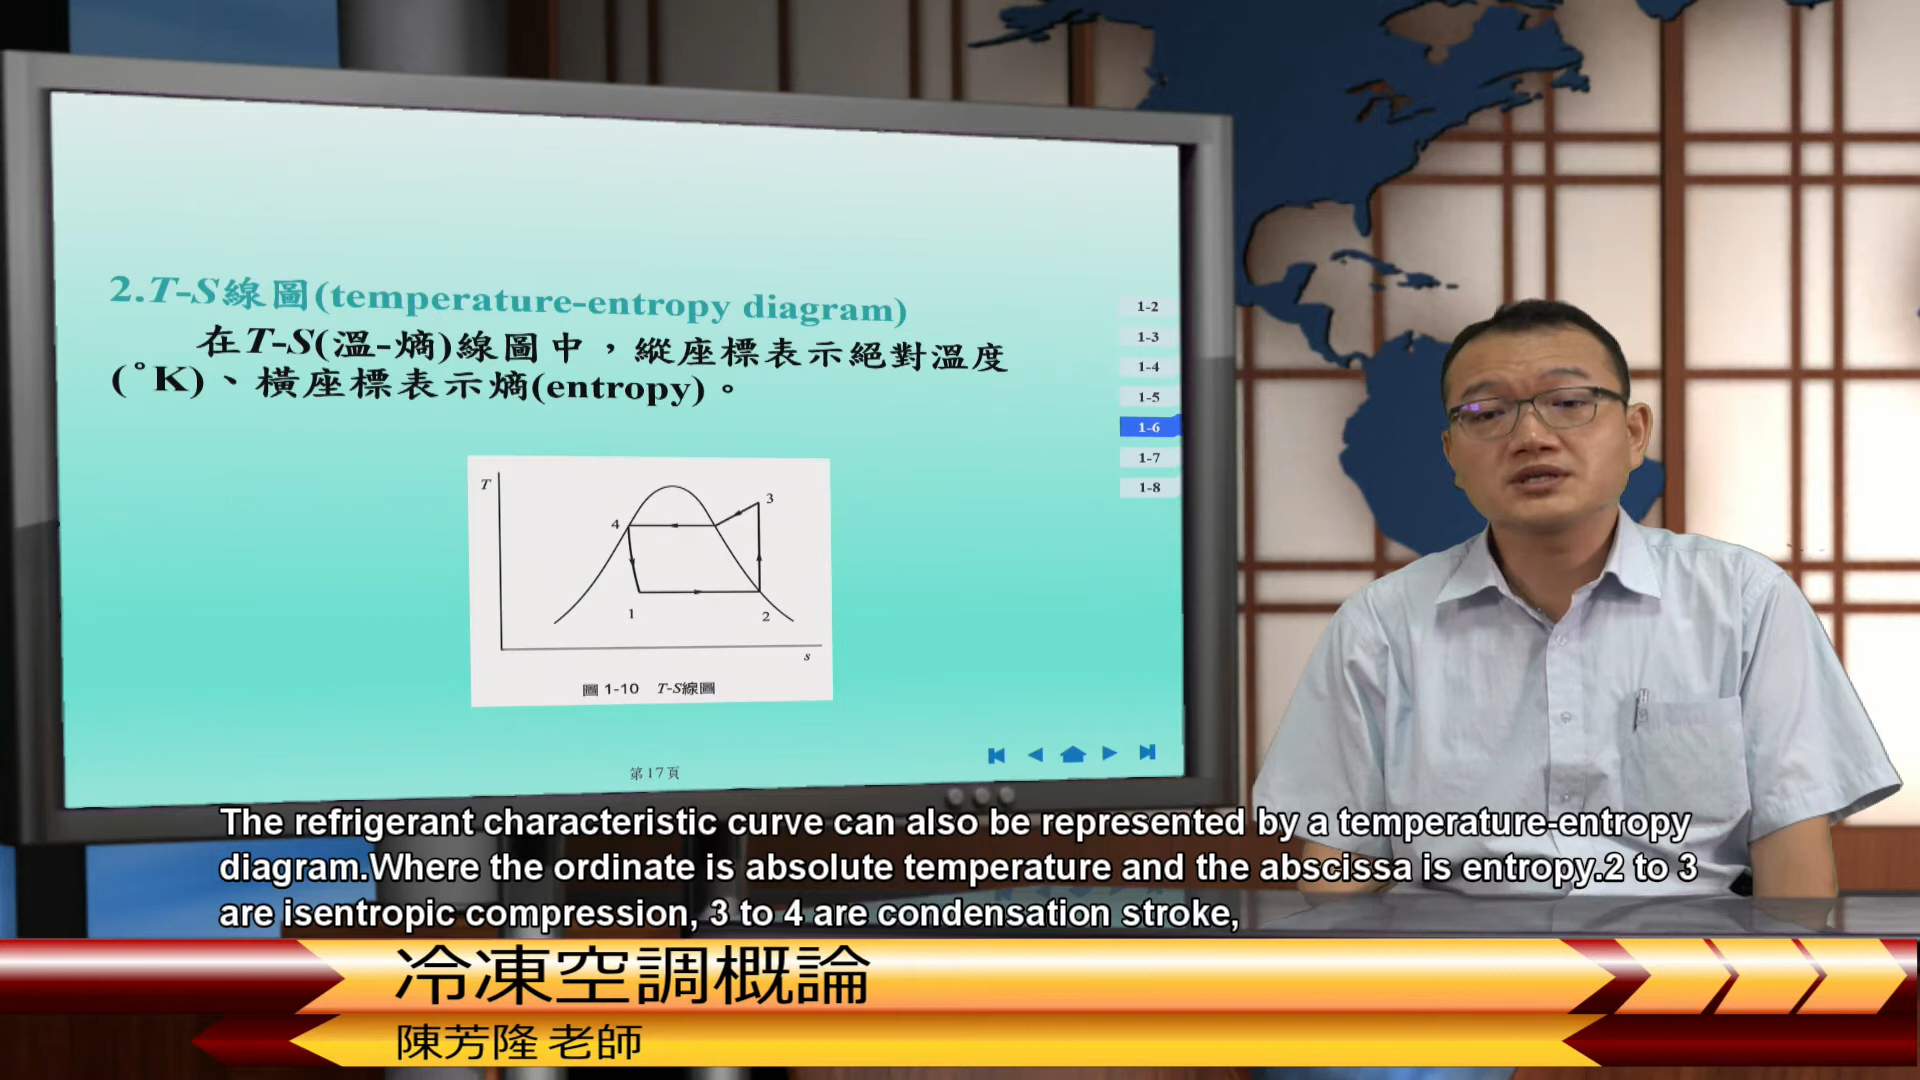 2.T-S線圖(temperature-entropy diagram)
在T-S(溫-熵)線圖中，縱座標表示絕對溫度
(°K)、橫座標表示熵(entropy)。
1-2
1-3
1-4
1-5
1-6
1-7
1-8
T
3
4
1
2
s
圖 1-10 T-S線圖
第17頁
The refrigerant characteristic curve can also be represented by a temperature-entropy
diagram.Where the ordinate is absolute temperature and the abscissa is entropy.2 to 3
are isentropic compression, 3 to 4 are condensation stroke,
冷凍空調概論
陳芳隆 老師